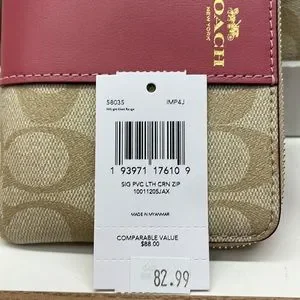 COACH
NEW YORK
58035 IMP4J
1 93971 17610 9
SIG PVC LTH CRN ZIP
1001120SJAX
MADE IN MYANMAR
COMPARABLE VALUE
$88.00
82.99